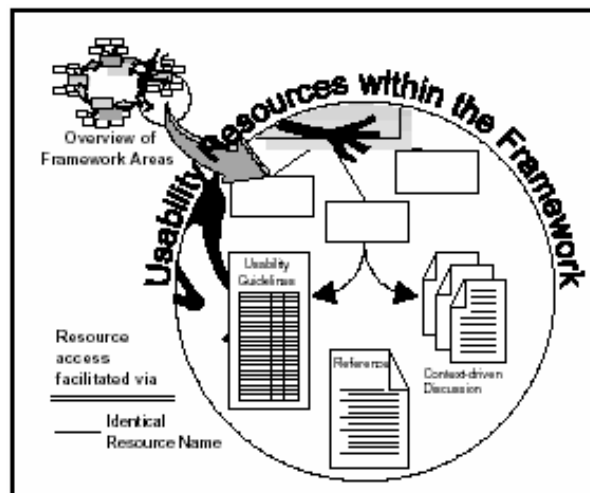 Usability Resources within the Framework
Overview of
Framework Areas
Usability
Guidelines
Reference
Context-driven
Discussion
Resource
access
facilitated via
Identical
Resource Name